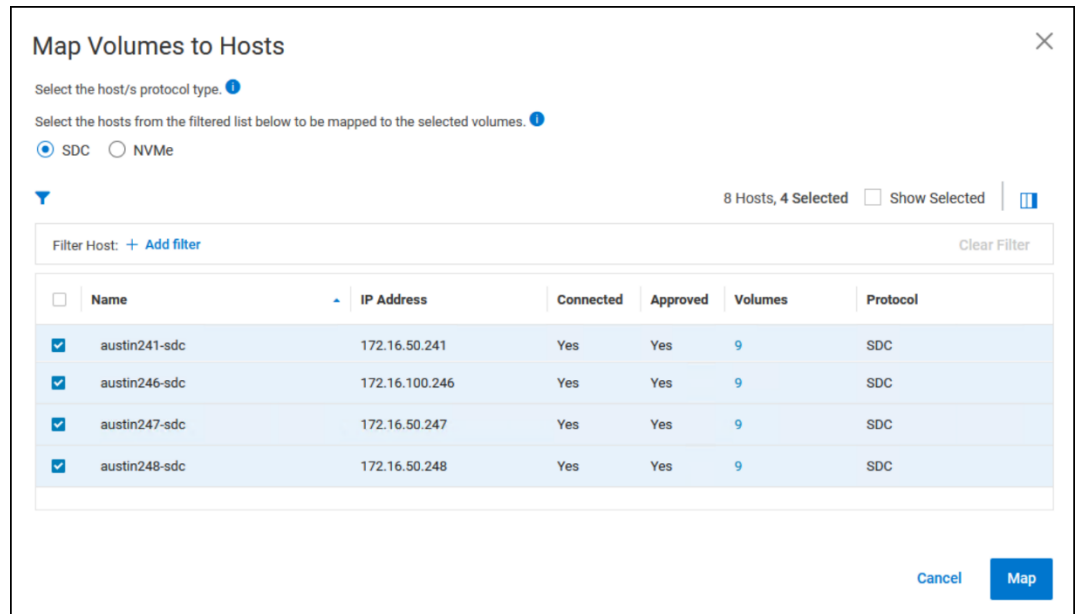 Map Volumes to Hosts
Select the host/s protocol type.
Select the hosts from the filtered list below to be mapped to the selected volumes.
SDC NVMe
8 Hosts, 4 Selected Show Selected
Filter Host: + Add filter Clear Filter
Name IP Address Connected Approved Volumes Protocol
austin241-sdc 172.16.50.241 Yes Yes 9 SDC
austin246-sdc 172.16.100.246 Yes Yes 9 SDC
austin247-sdc 172.16.50.247 Yes Yes 9 SDC
austin248-sdc 172.16.50.248 Yes Yes 9 SDC
Cancel Map